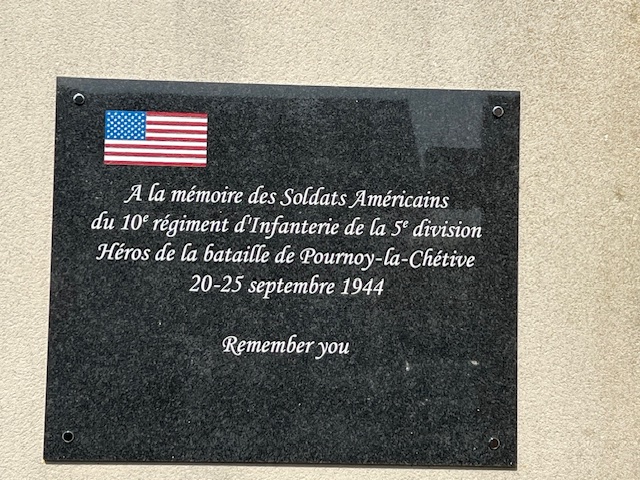 A la mémoire des Soldats Américains
du 10e régiment d'Infanterie de la 5e division
Héros de la bataille de Pournoy-la-Chétive
20-25 septembre 1944
Remember you